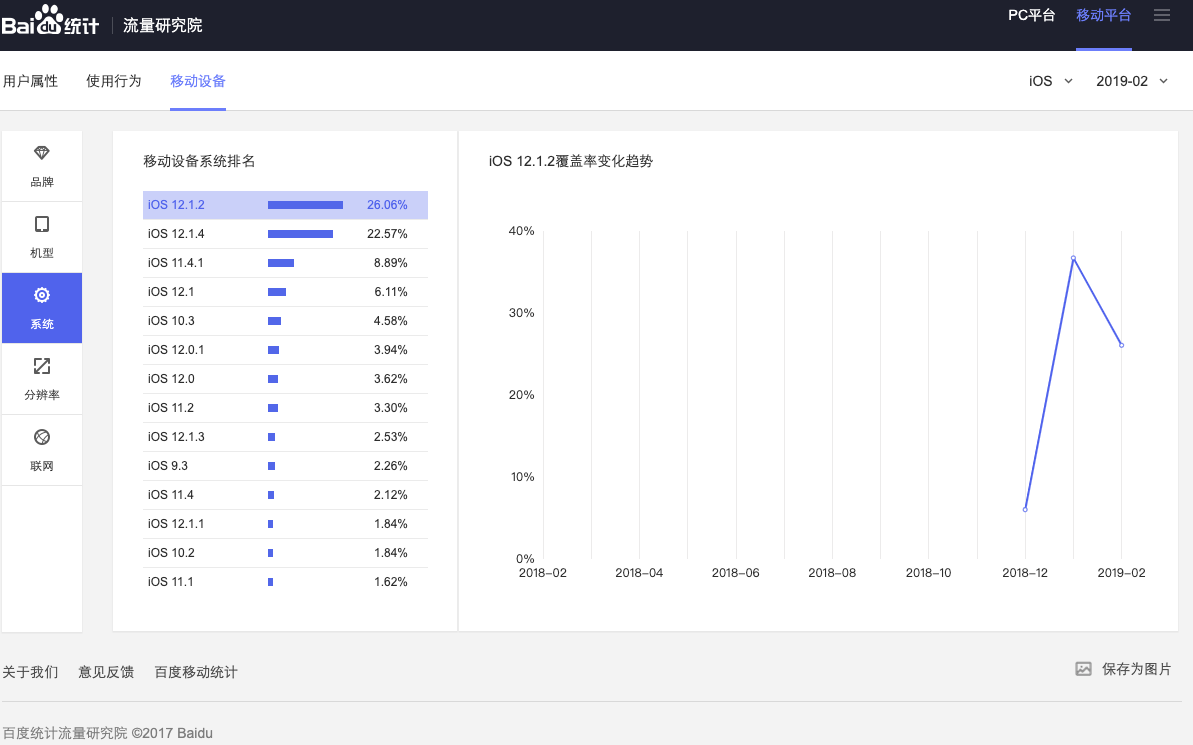 Baidu统计 流量研究院 PC平台 移动平台
用户属性 使用行为 移动设备 iOS 2019-02
品牌
机型
系统
分辨率
联网
移动设备系统排名
iOS 12.1.2 26.06%
iOS 12.1.4 22.57%
iOS 11.4.1 8.89%
iOS 12.1 6.11%
iOS 10.3 4.58%
iOS 12.0.1 3.94%
iOS 12.0 3.62%
iOS 11.2 3.30%
iOS 12.1.3 2.53%
iOS 9.3 2.26%
iOS 11.4 2.12%
iOS 12.1.1 1.84%
iOS 10.2 1.84%
iOS 11.1 1.62%
iOS 12.1.2覆盖率变化趋势
40%
30%
20%
10%
0%
2018-02 2018-04 2018-06 2018-08 2018-10 2018-12 2019-02
关于我们 意见反馈 百度移动统计 保存为图片
百度统计流量研究院 ©2017 Baidu